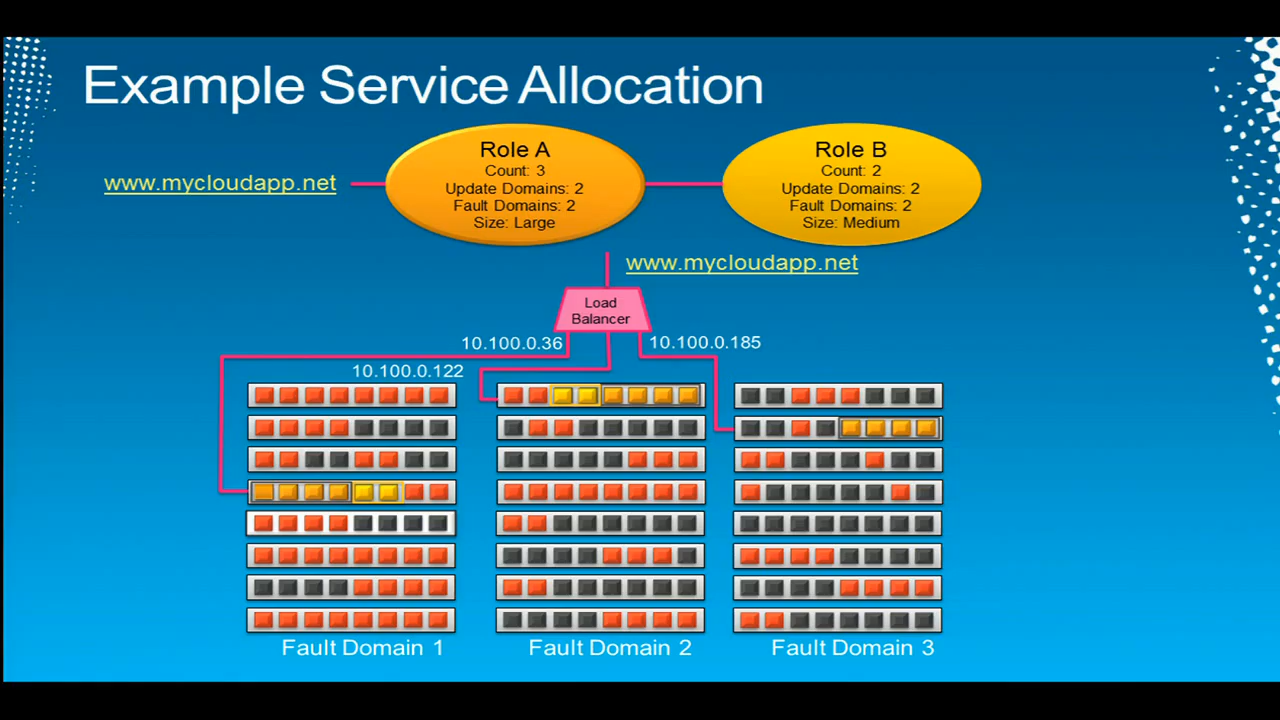 Example Service Allocation
www.mycloudapp.net
Role A
Count: 3
Update Domains: 2
Fault Domains: 2
Size: Large
Role B
Count: 2
Update Domains: 2
Fault Domains: 2
Size: Medium
www.mycloudapp.net
Load
Balancer
10.100.0.36
10.100.0.185
10.100.0.122
Fault Domain 1
Fault Domain 2
Fault Domain 3